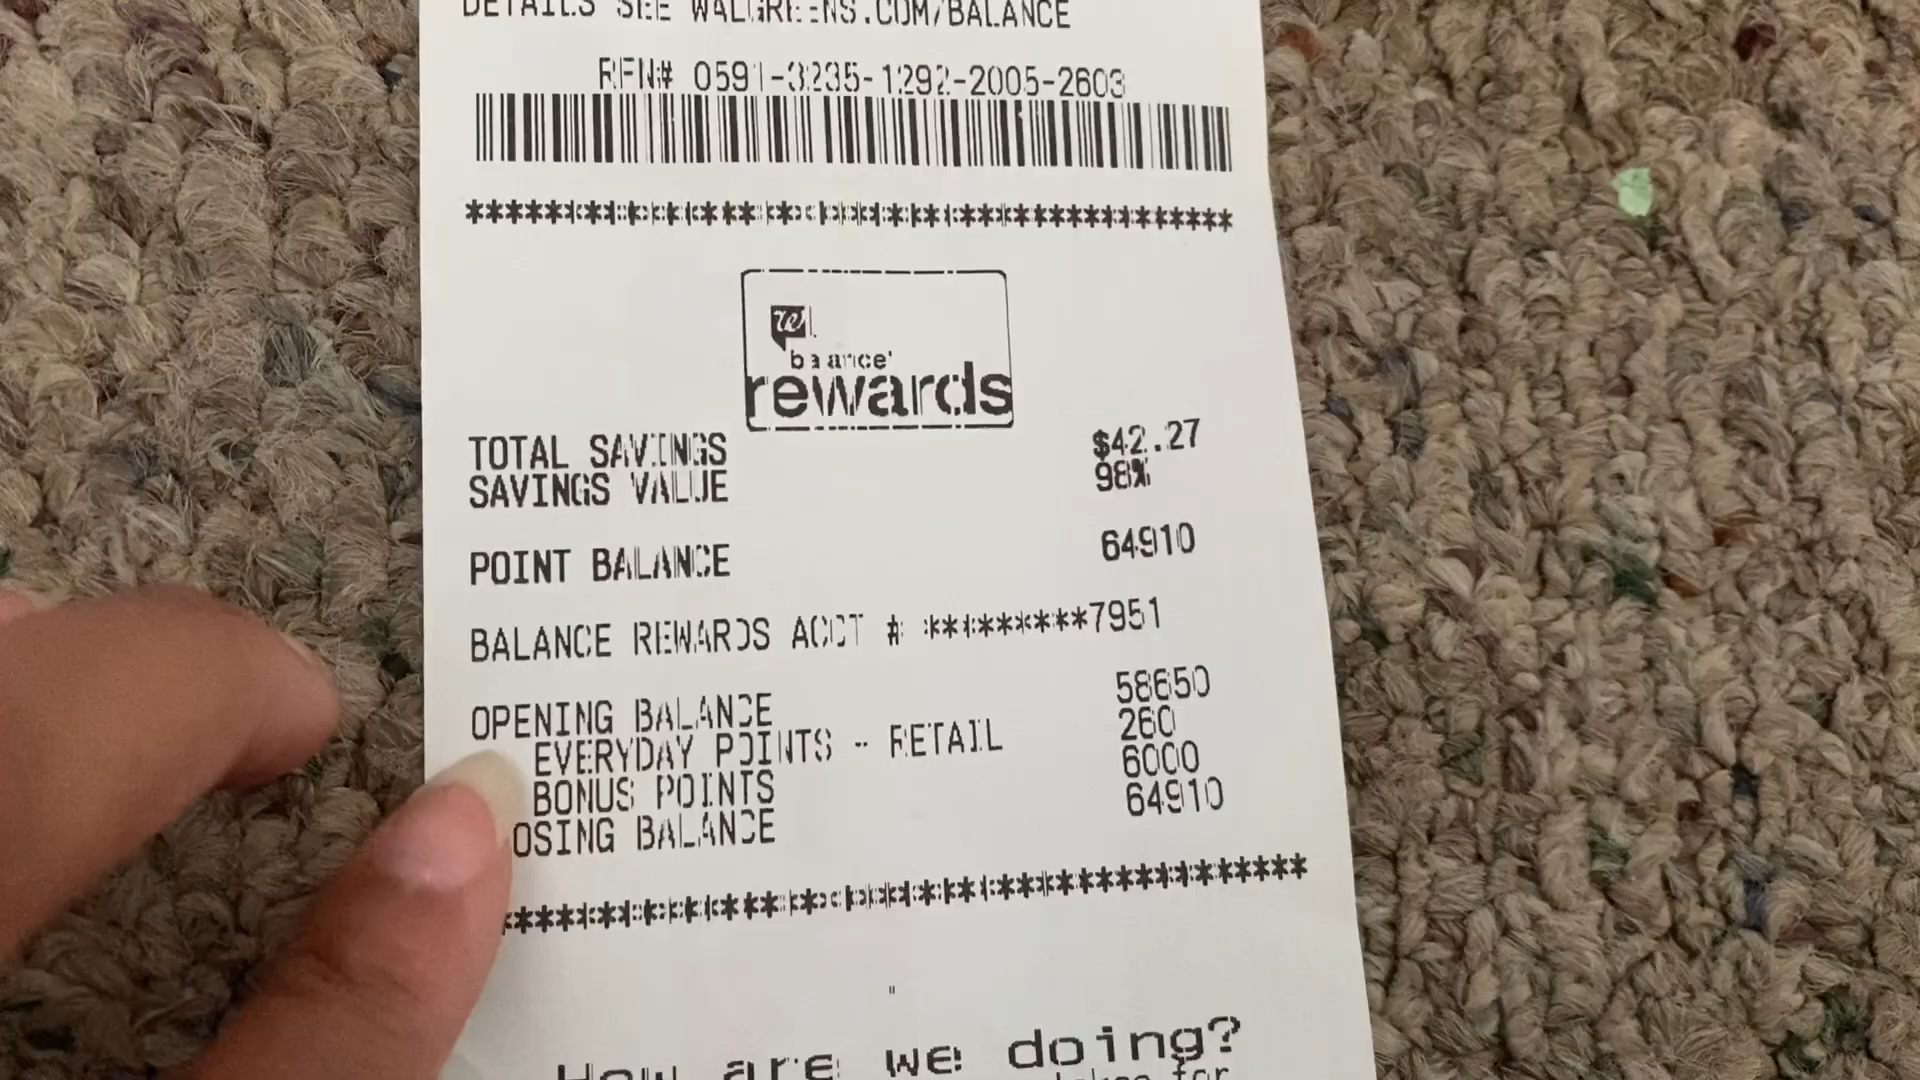 DETAILS SEE WALGREENS.COM/BALANCE
RFN# 0591-3235-1292-2005-2603
****************************************
balance'
rewards
TOTAL SAVINGS $42.27
SAVINGS VALUE 98%
POINT BALANCE 64910
BALANCE REWARDS ACCT # *********7951
OPENING BALANCE 58650
EVERYDAY POINTS - RETAIL 260
BONUS POINTS 6000
OSING BALANCE 64910
****************************************
How are we doing?
for